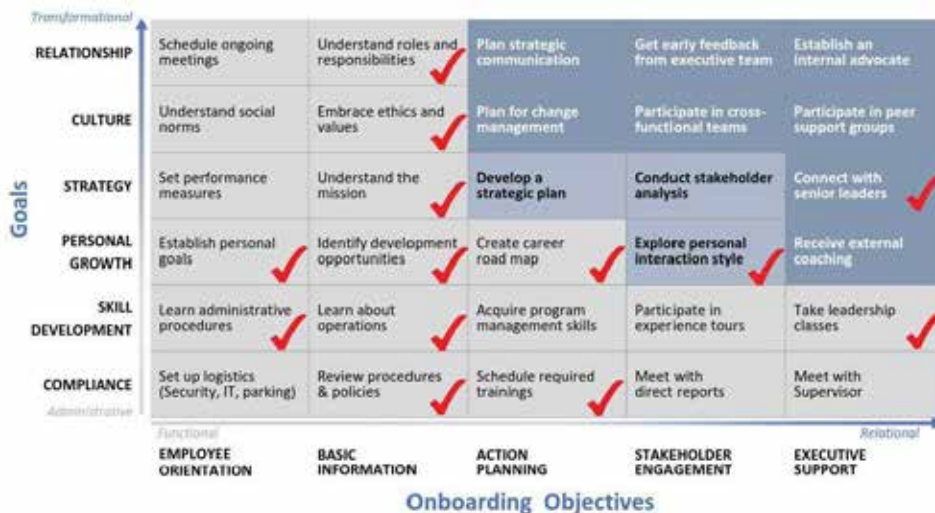 Transformational
RELATIONSHIP
Schedule ongoing
meetings
Understand roles and
responsibilities
Plan strategic
communication
Get early feedback
from executive team
Establish an
internal advocate
CULTURE
Understand social
norms
Embrace ethics and
values
Plan for change
management
Participate in cross-
functional teams
Participate in peer
support groups
Goals
STRATEGY
Set performance
measures
Understand the
mission
Develop a
strategic plan
Conduct stakeholder
analysis
Connect with
senior leaders
PERSONAL
GROWTH
Establish personal
goals
Identify development
opportunities
Create career
road map
Explore personal
interaction style
Receive external
coaching
SKILL
DEVELOPMENT
Learn administrative
procedures
Learn about
operations
Acquire program
management skills
Participate in
experience tours
Take leadership
classes
COMPLIANCE
Set up logistics
(Security, IT, parking)
Review procedures
& policies
Schedule required
trainings
Meet with
direct reports
Meet with
Supervisor
Administrative
Functional
Relational
EMPLOYEE
ORIENTATION
BASIC
INFORMATION
ACTION
PLANNING
STAKEHOLDER
ENGAGEMENT
EXECUTIVE
SUPPORT
Onboarding Objectives